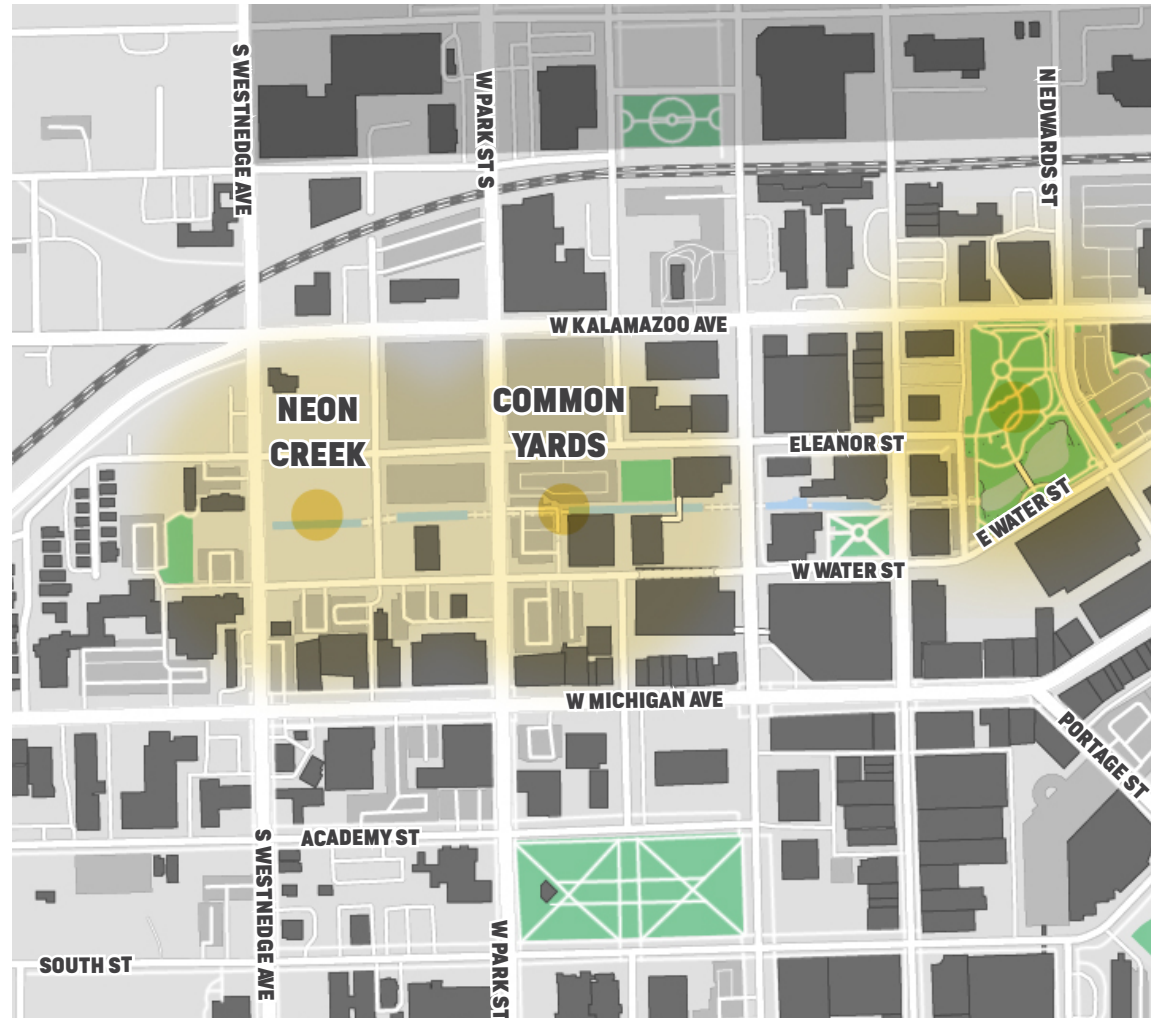 S WESTNEDGE AVE
W PARK ST S
N EDWARDS ST
W KALAMAZOO AVE
NEON
CREEK
COMMON
YARDS
ELEANOR ST
E WATER ST
W WATER ST
W MICHIGAN AVE
PORTAGE ST
ACADEMY ST
S WESTNEDGE AVE
W PARK ST
SOUTH ST